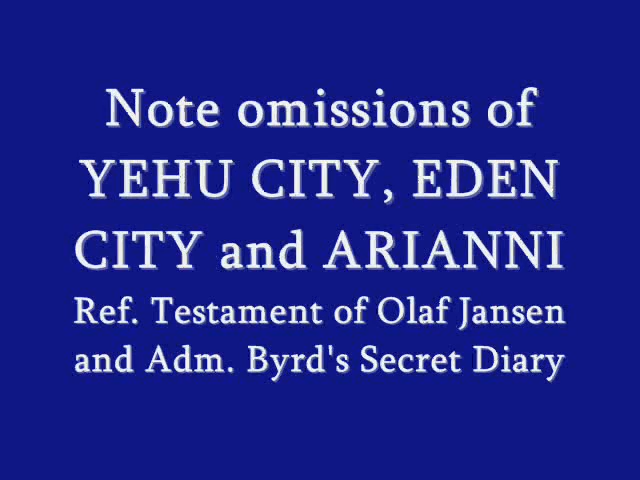 Note omissions of
YEHU CITY, EDEN
CITY and ARIANNI
Ref. Testament of Olaf Jansen
and Adm. Byrd's Secret Diary